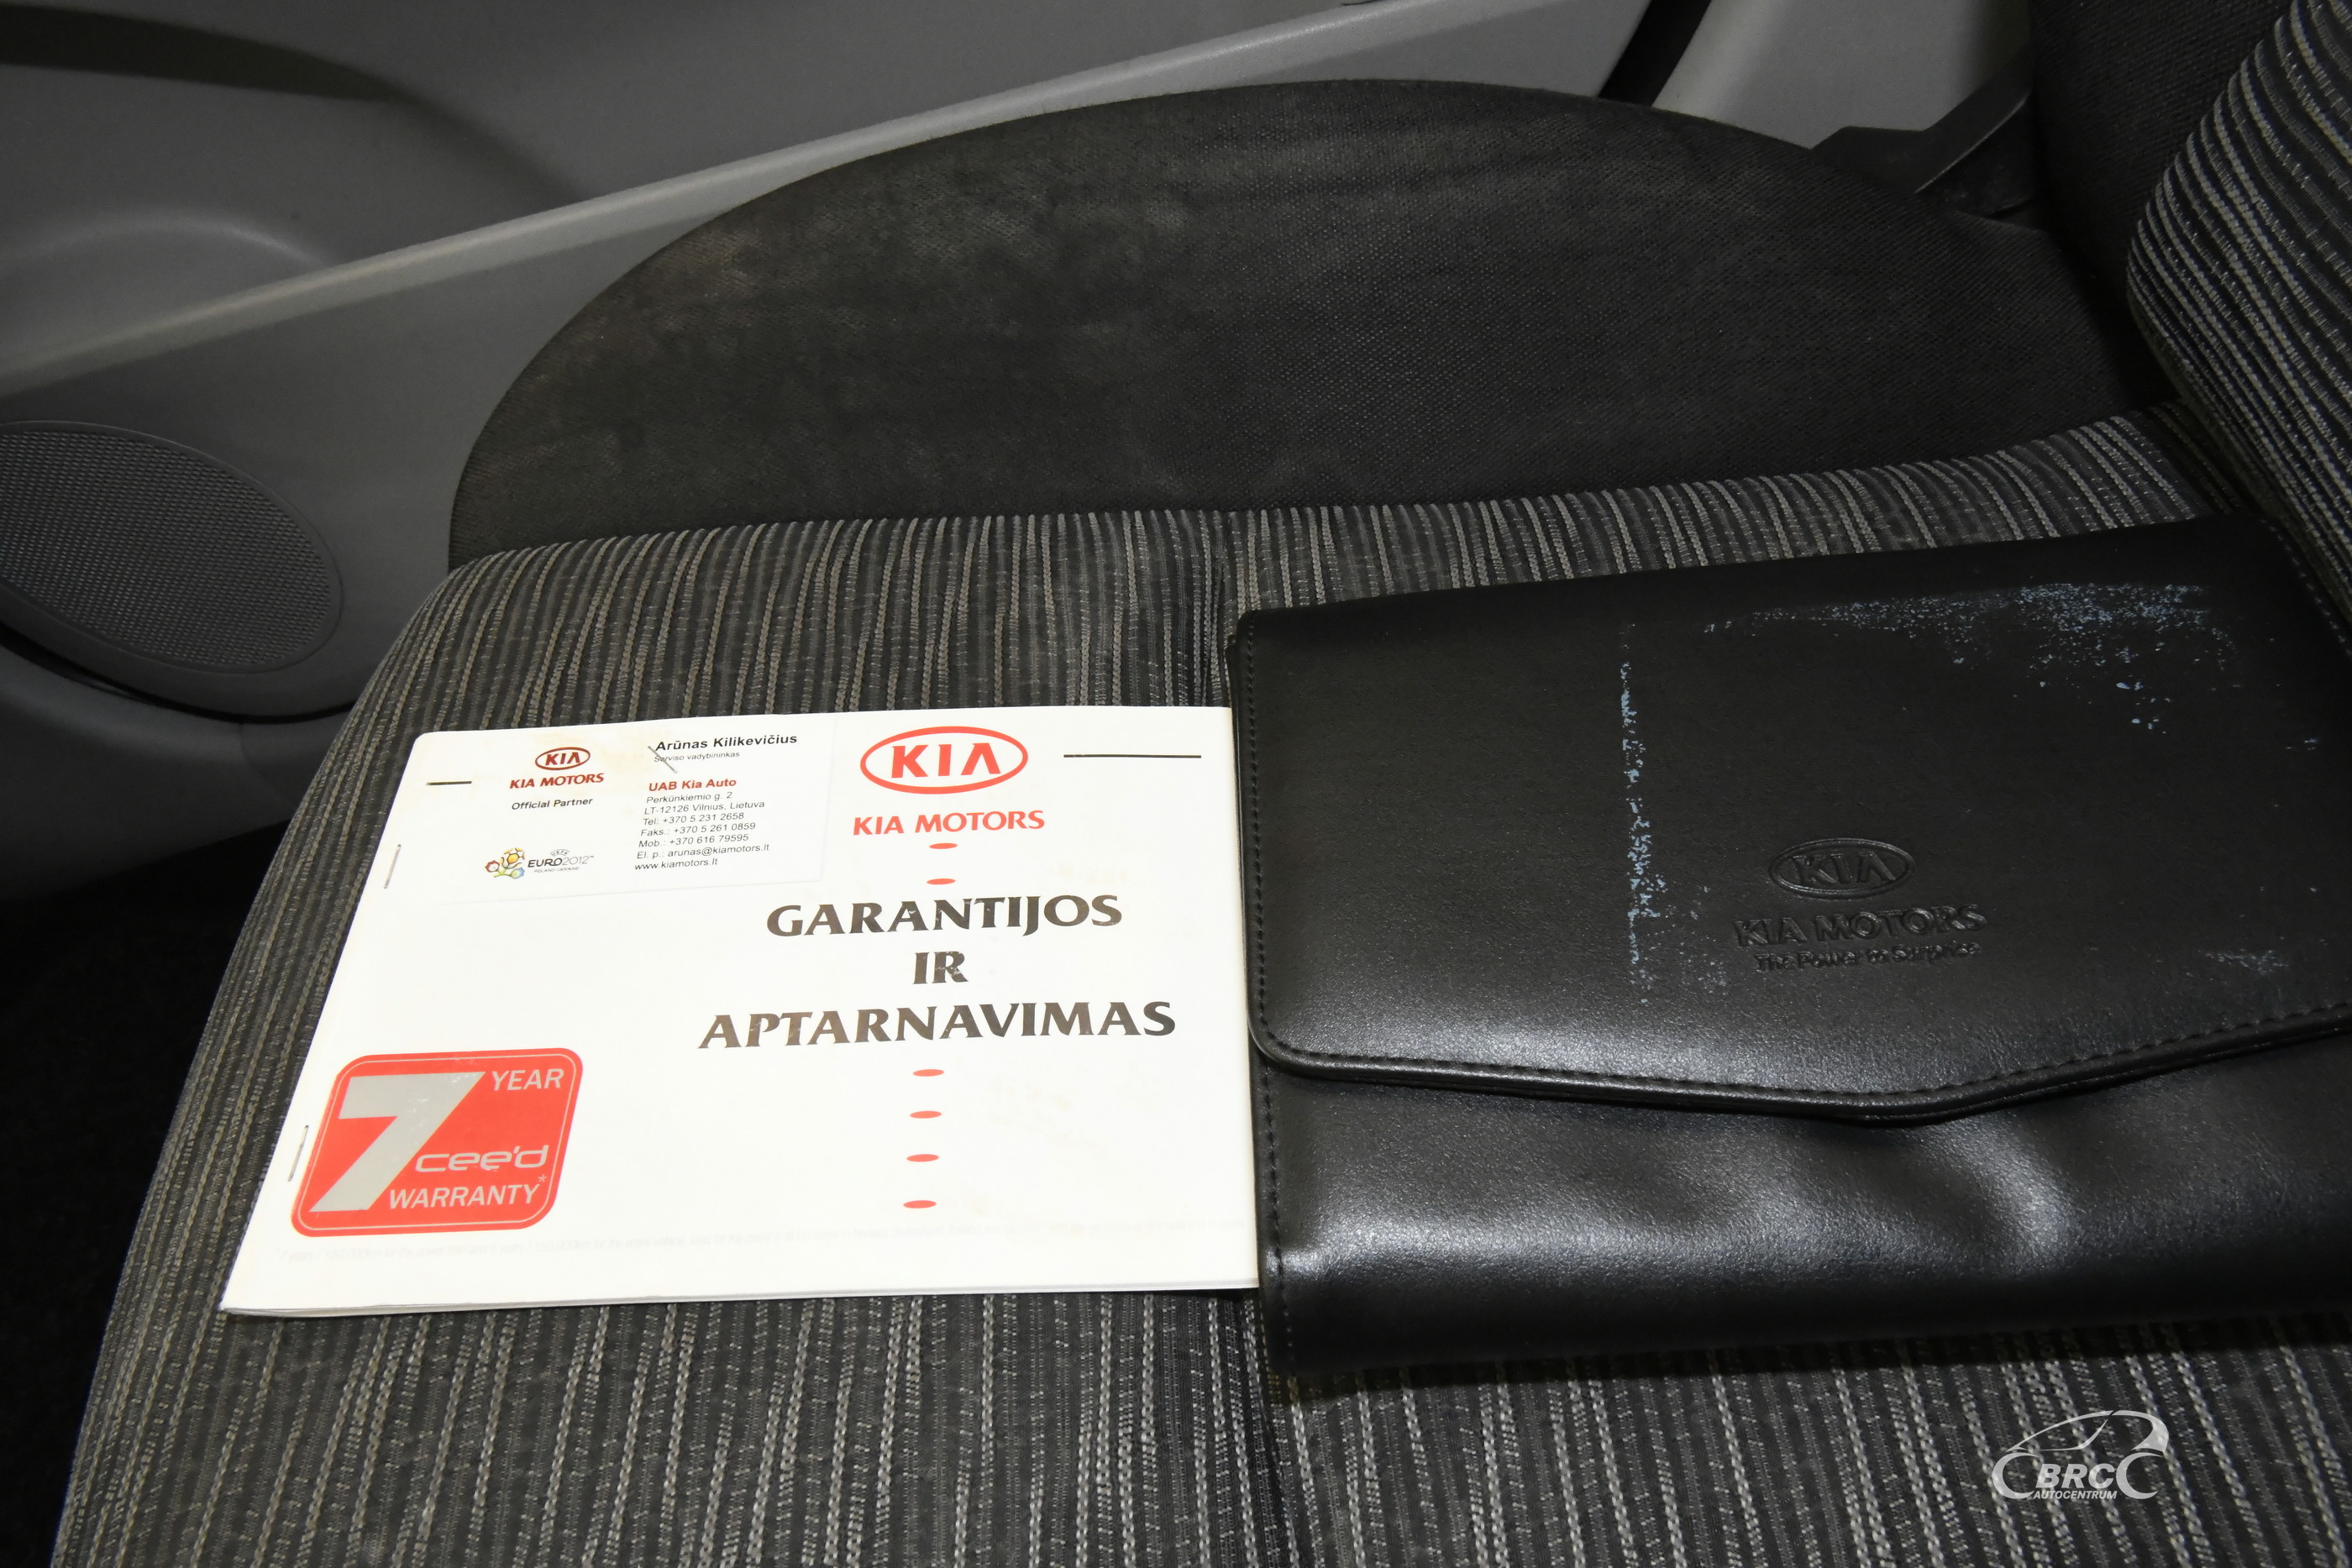 KIA
KIA MOTORS
Official Partner
EURO2012™
POLAND-UKRAINE
Arūnas Kilikevičius
Serviso vadybininkas
UAB Kia Auto
Perkūnkiemio g. 2
LT-12126 Vilnius, Lietuva
Tel: +370 5 231 2658
Faks.: +370 5 261 0859
Mob.: +370 616 79595
El. p.: arunas@kiamotors.lt
www.kiamotors.lt
KIA
KIA MOTORS
GARANTIJOS
IR
APTARNAVIMAS
7 YEAR
cee'd
WARRANTY*
KIA
KIA MOTORS
The Power to Surprise
BRC
AUTOCENTRUM